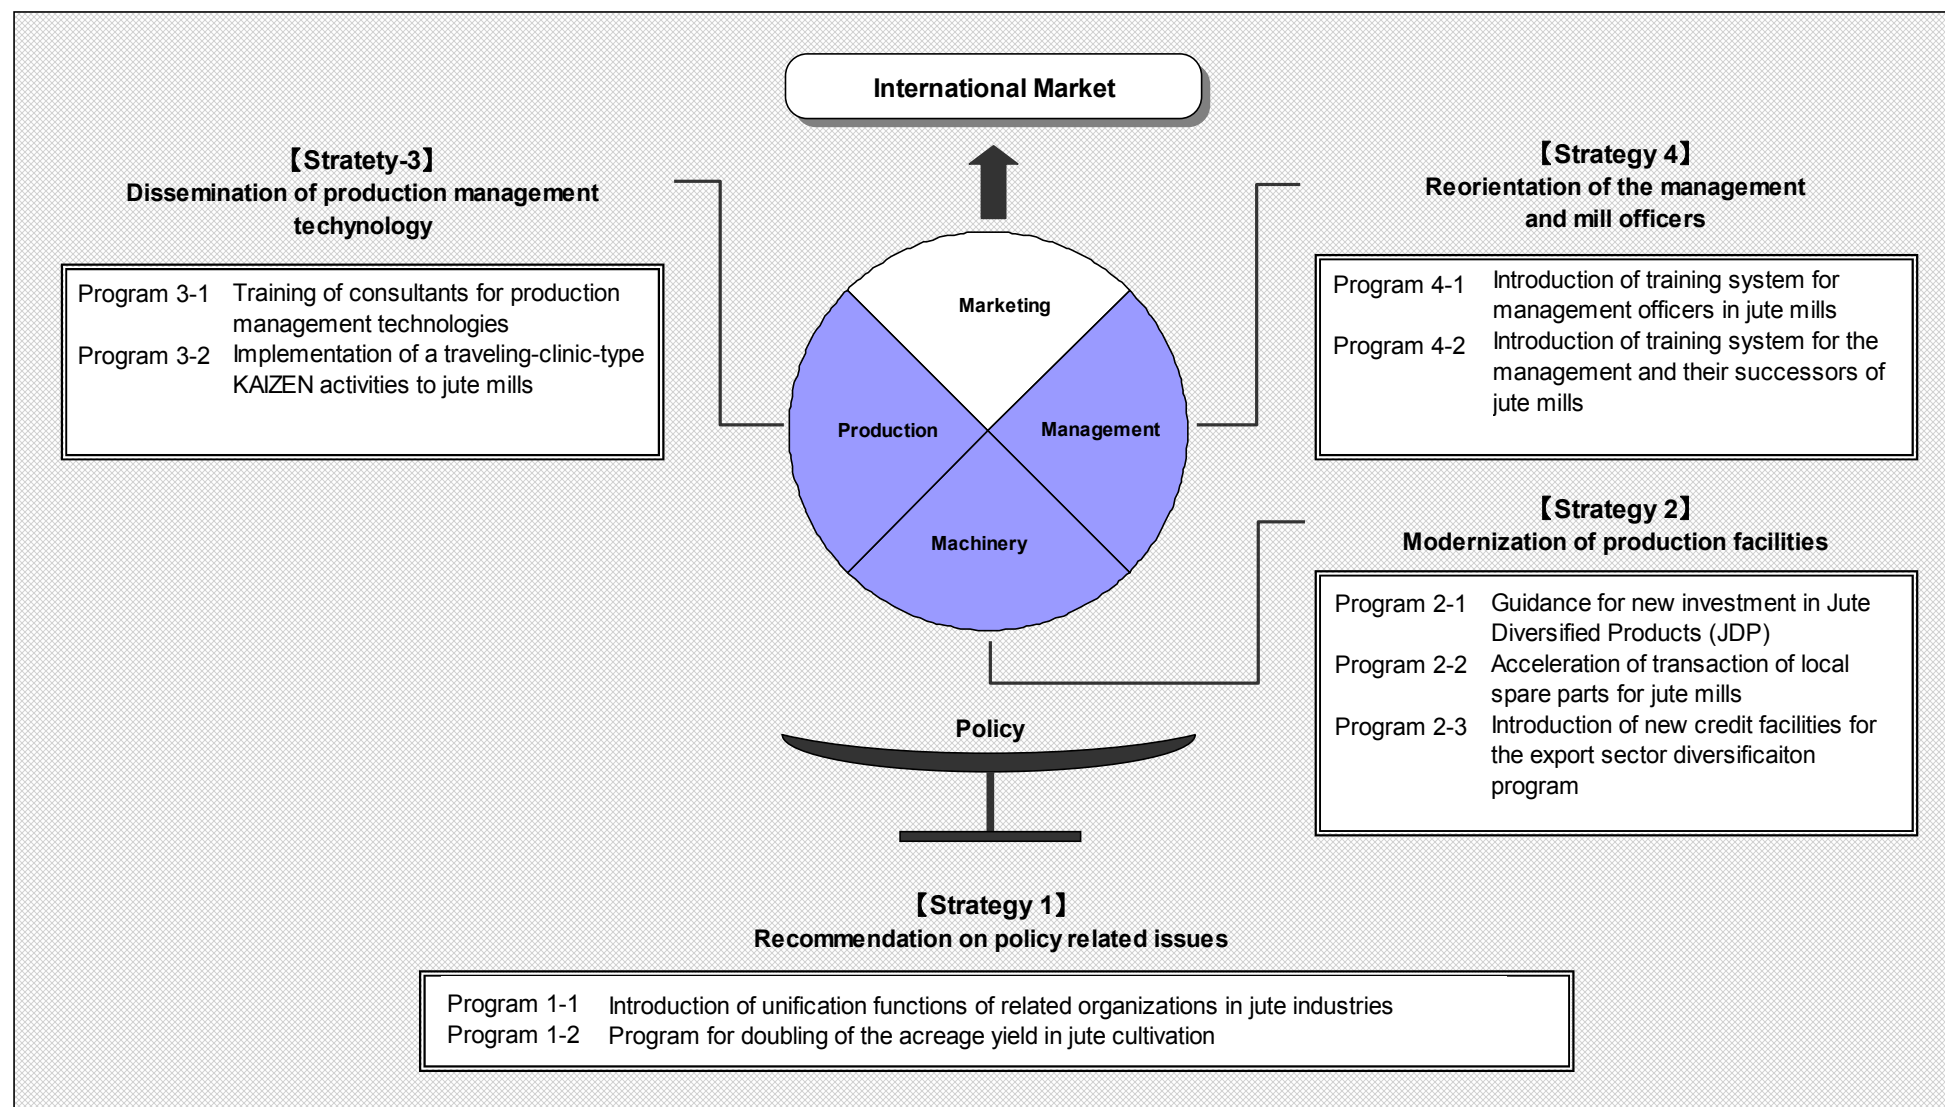 International Market
【Stratety-3】
Dissemination of production management
techynology
Program 3-1 Training of consultants for production
management technologies
Program 3-2 Implementation of a traveling-clinic-type
KAIZEN activities to jute mills
【Strategy 4】
Reorientation of the management
and mill officers
Program 4-1 Introduction of training system for
management officers in jute mills
Program 4-2 Introduction of training system for the
management and their successors of
jute mills
Marketing
Production
Management
Machinery
【Strategy 2】
Modernization of production facilities
Program 2-1 Guidance for new investment in Jute
Diversified Products (JDP)
Program 2-2 Acceleration of transaction of local
spare parts for jute mills
Program 2-3 Introduction of new credit facilities for
the export sector diversificaiton
program
Policy
【Strategy 1】
Recommendation on policy related issues
Program 1-1 Introduction of unification functions of related organizations in jute industries
Program 1-2 Program for doubling of the acreage yield in jute cultivation